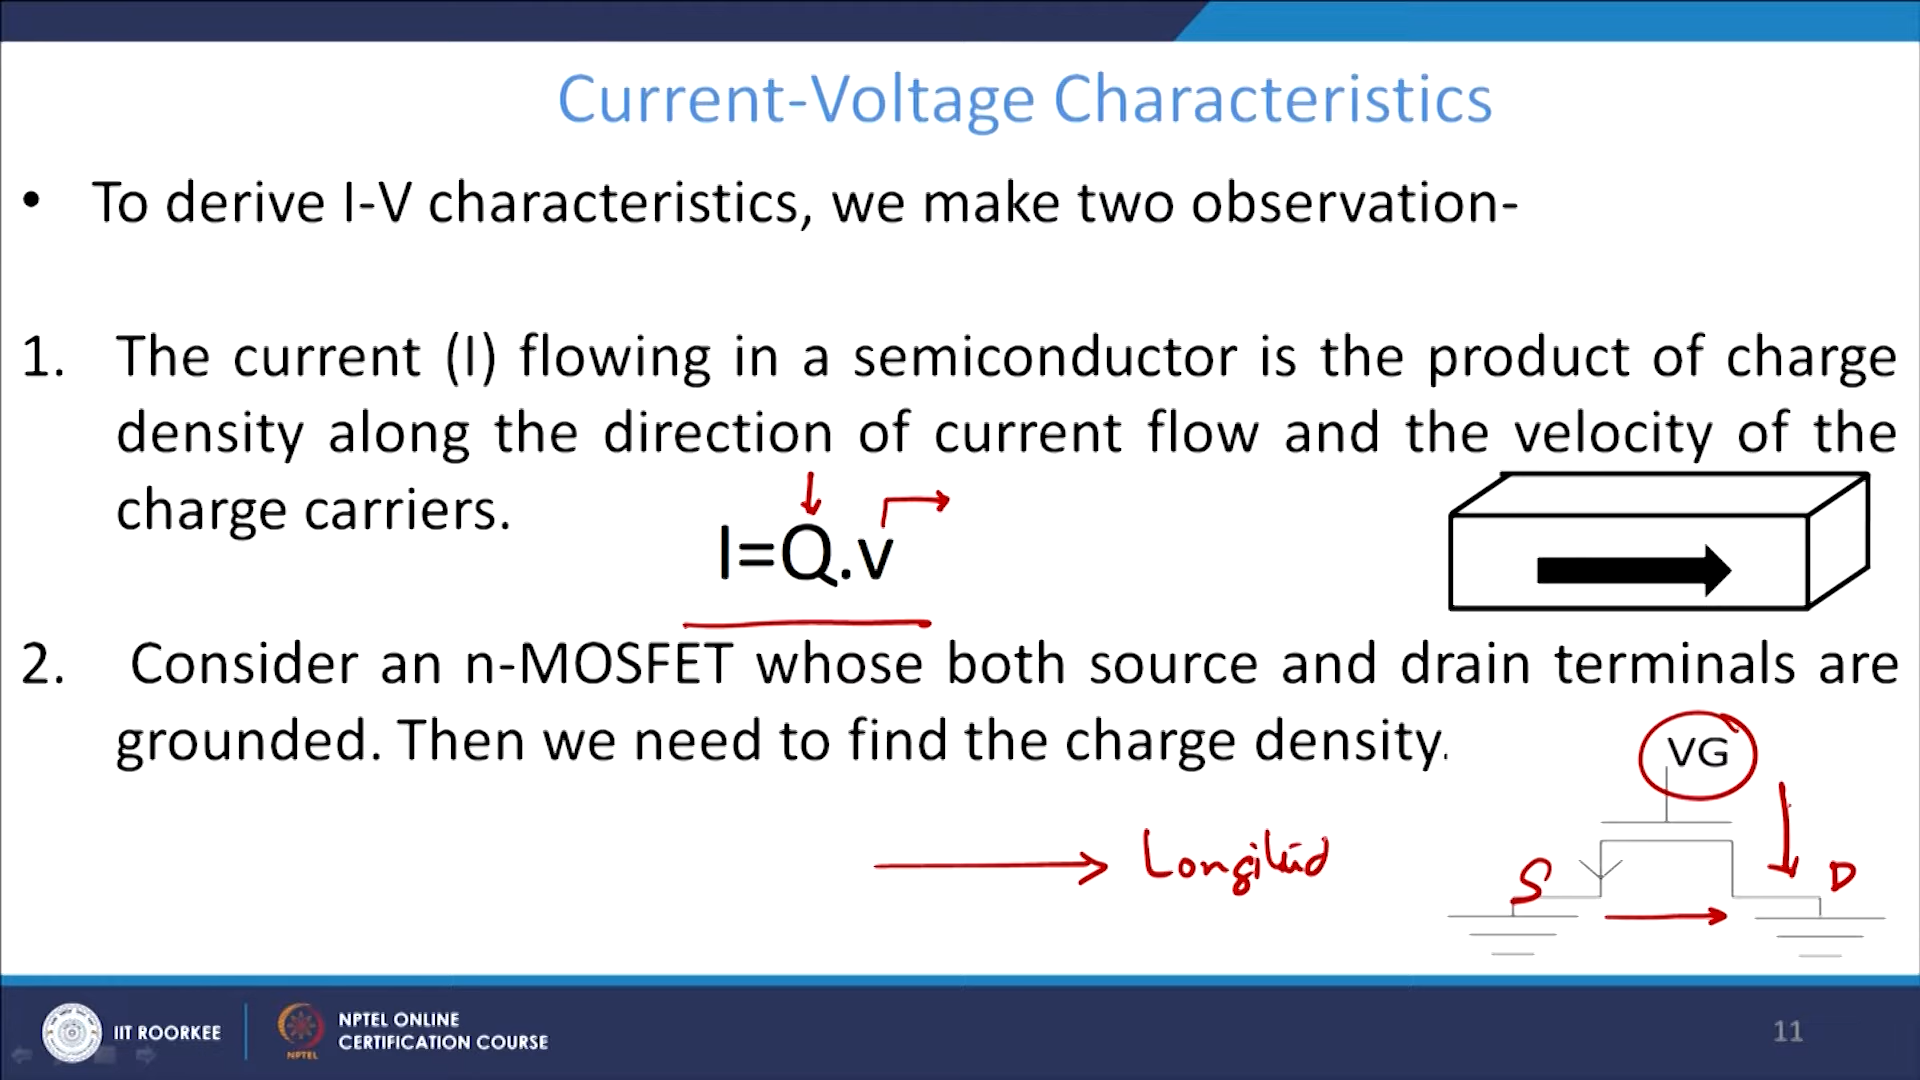 Current-Voltage Characteristics
• To derive I-V characteristics, we make two observation-
1. The current (I) flowing in a semiconductor is the product of charge
density along the direction of current flow and the velocity of the
charge carriers.
I=Q.v
2. Consider an n-MOSFET whose both source and drain terminals are
grounded. Then we need to find the charge density.
VG
S
D
IIT ROORKEE
NPTEL
NPTEL ONLINE
CERTIFICATION COURSE
11